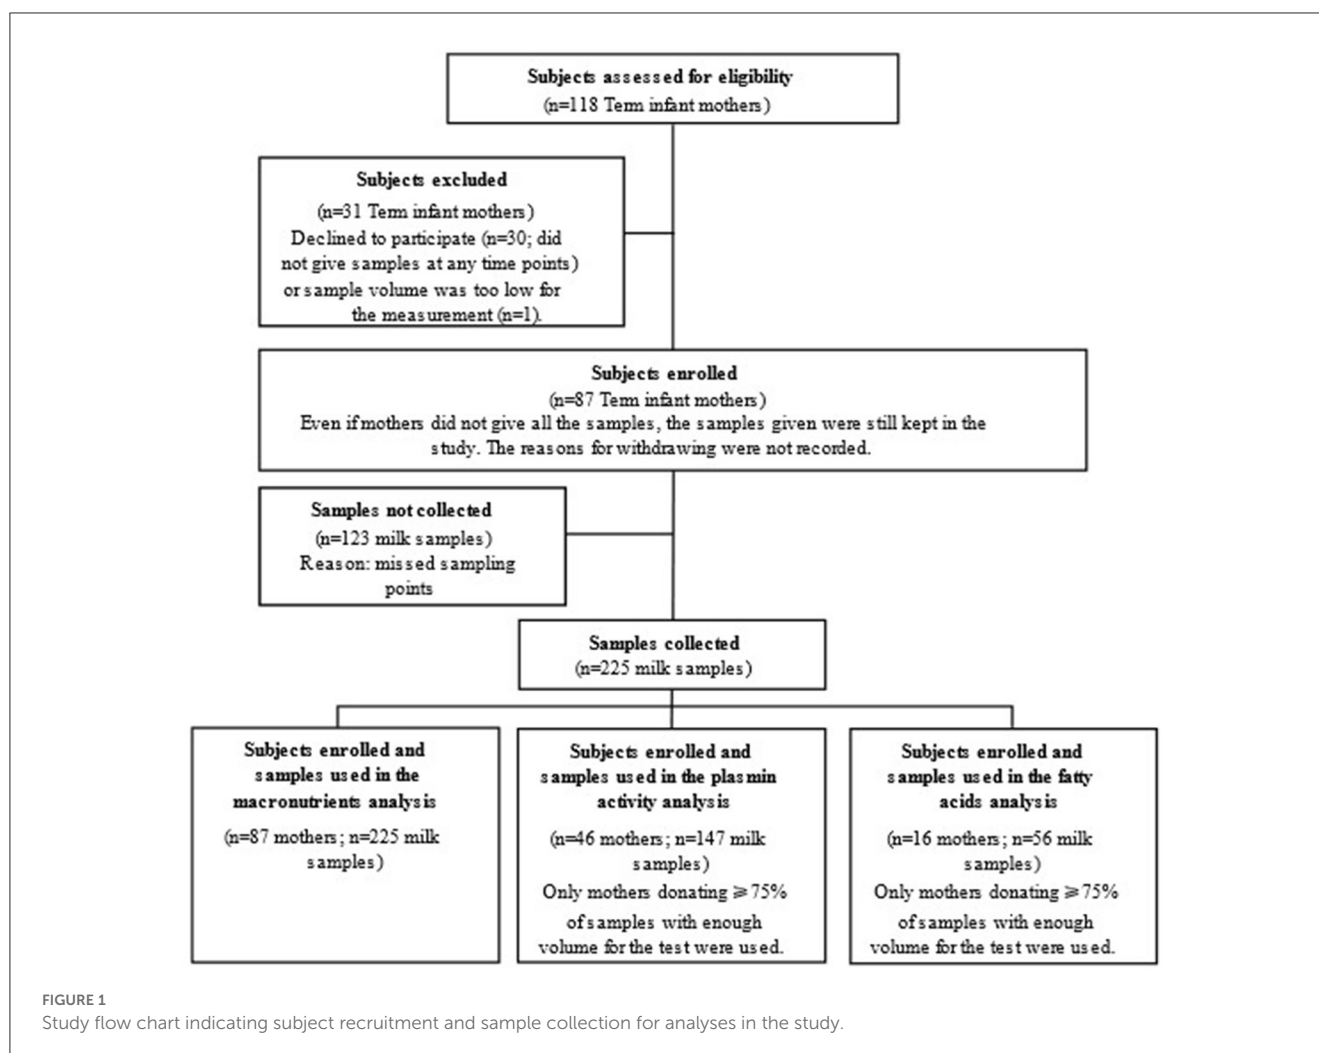 Subjects assessed for eligibility
(n=118 Term infant mothers)
Subjects excluded
(n=31 Term infant mothers)
Declined to participate (n=30; did
not give samples at any time points)
or sample volume was too low for
the measurement (n=1).
Subjects enrolled
(n=87 Term infant mothers)
Even if mothers did not give all the samples, the samples given were still kept in the
study. The reasons for withdrawing were not recorded.
Samples not collected
(n=123 milk samples)
Reason: missed sampling
points
Samples collected
(n=225 milk samples)
Subjects enrolled and
samples used in the
macronutrients analysis
(n=87 mothers; n=225 milk
samples)
Subjects enrolled and
samples used in the plasmin
activity analysis
(n=46 mothers; n=147 milk
samples)
Only mothers donating ⩾75%
of samples with enough
volume for the test were used.
Subjects enrolled and
samples used in the fatty
acids analysis
(n=16 mothers; n=56 milk
samples)
Only mothers donating ⩾75%
of samples with enough
volume for the test were used.
FIGURE 1
Study flow chart indicating subject recruitment and sample collection for analyses in the study.